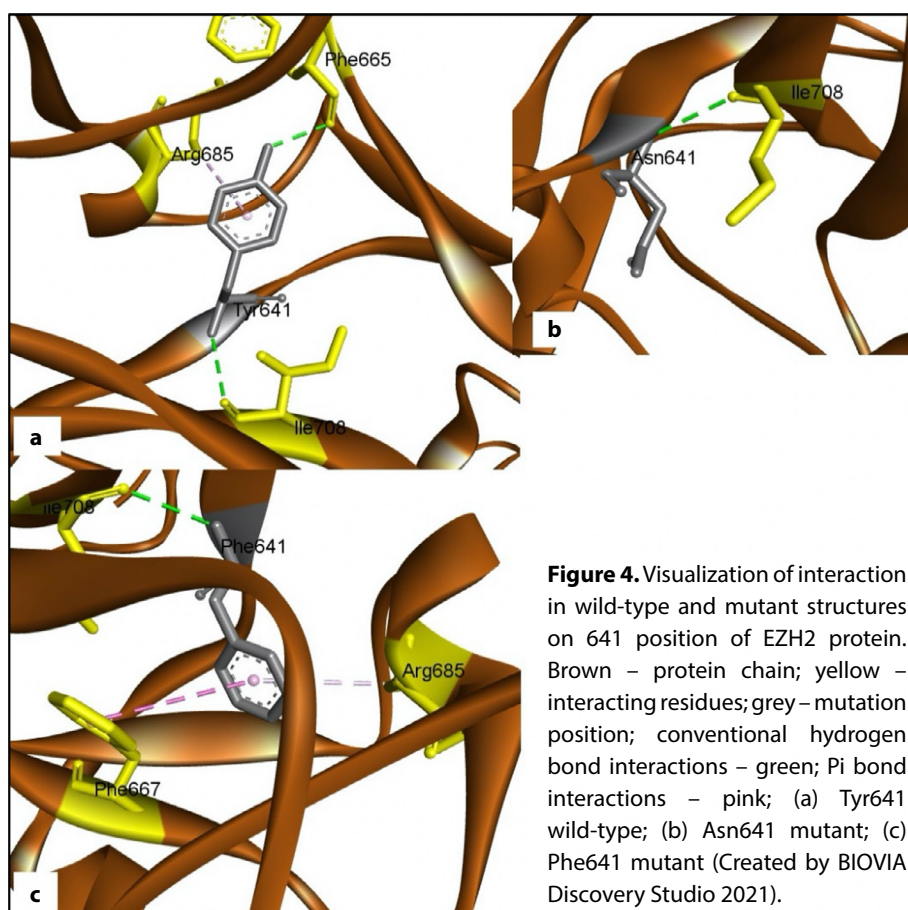 Phe665
Arg685
Tyr641
Ile708
a
Ile708
Asn641
b
Ile708
Phe641
Arg685
Phe667
c
Figure 4. Visualization of interaction
in wild-type and mutant structures
on 641 position of EZH2 protein.
Brown – protein chain; yellow –
interacting residues; grey – mutation
position; conventional hydrogen
bond interactions – green; Pi bond
interactions – pink; (a) Tyr641
wild-type; (b) Asn641 mutant; (c)
Phe641 mutant (Created by BIOVIA
Discovery Studio 2021).